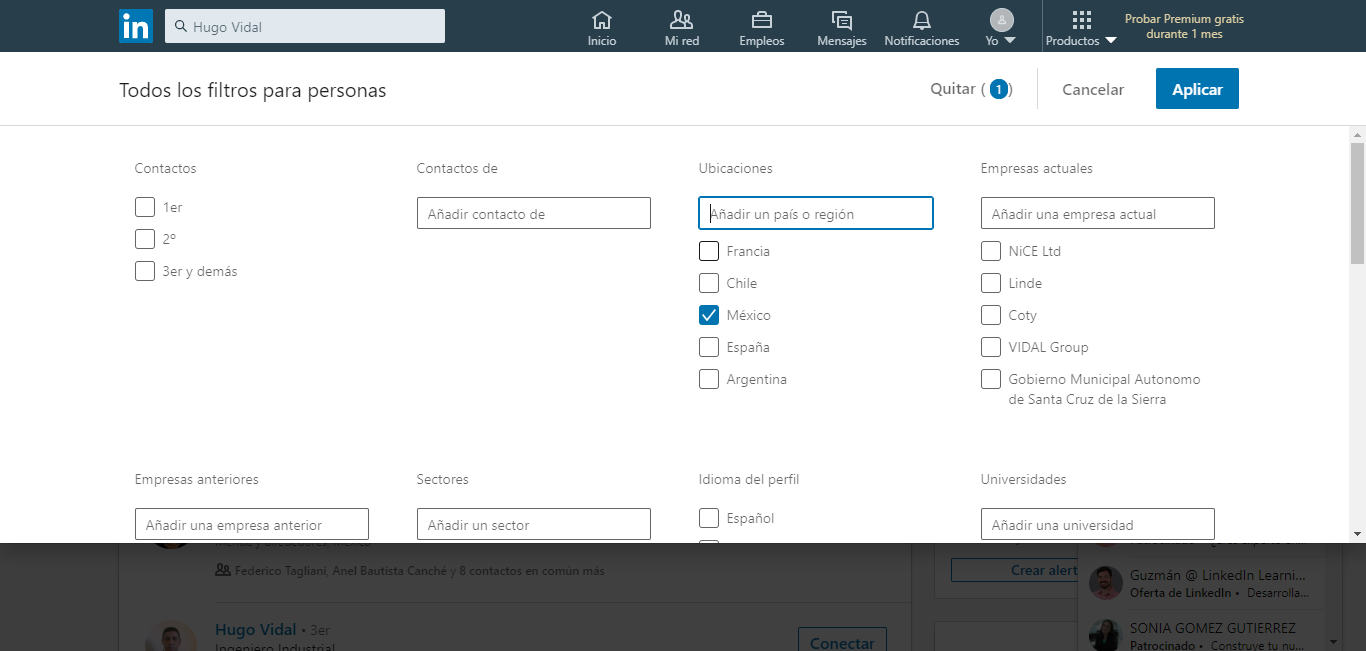 in
Hugo Vidal
Inicio
Mi red
Empleos
Mensajes
Notificaciones
Yo
Productos
Probar Premium gratis
durante 1 mes
Todos los filtros para personas
Quitar (1)
Cancelar
Aplicar
Contactos
1er
2º
3er y demás
Contactos de
Añadir contacto de
Ubicaciones
Añadir un país o región
Francia
Chile
México
España
Argentina
Empresas actuales
Añadir una empresa actual
NiCE Ltd
Linde
Coty
VIDAL Group
Gobierno Municipal Autonomo
de Santa Cruz de la Sierra
Empresas anteriores
Añadir una empresa anterior
Sectores
Añadir un sector
Idioma del perfil
Español
Universidades
Añadir una universidad
Federico Tagliani, Anel Bautista Canché y 8 contactos en común más
Hugo Vidal • 3er
Ingeniero Industrial
Conectar
Crear alert
Guzmán @ LinkedIn Learni...
Oferta de LinkedIn • Desarrolla...
SONIA GOMEZ GUTIERREZ
Patrocinado • Construye tu nu...